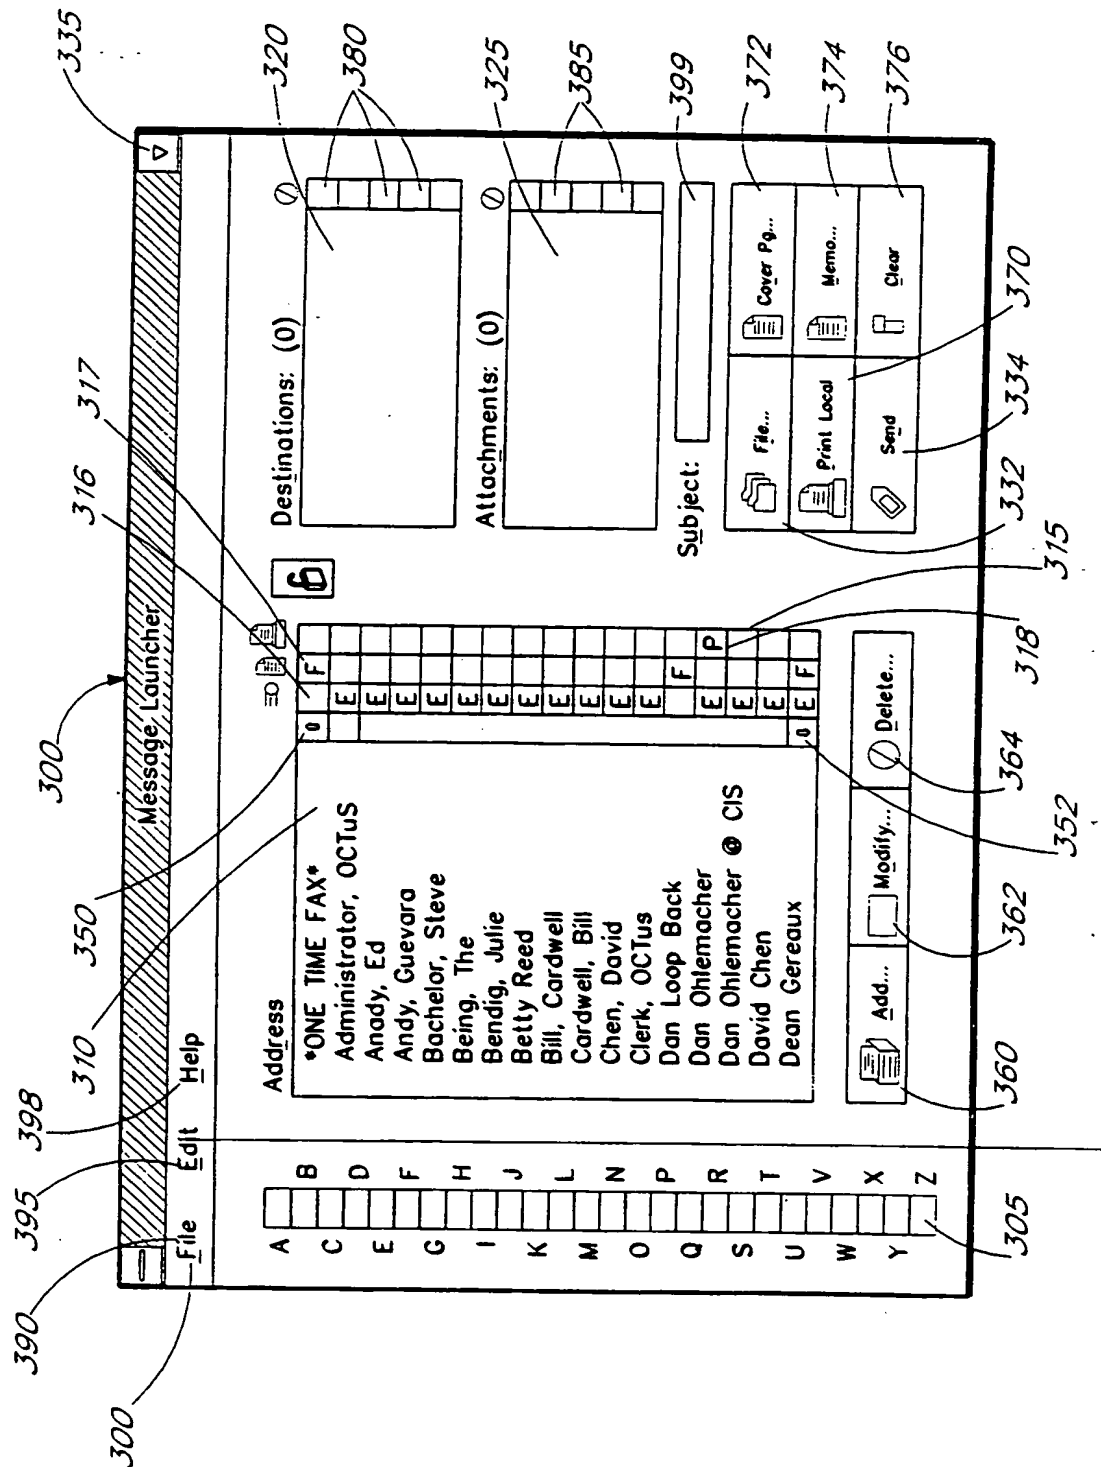 300
335
Message Launcher
390
395
398
300
File Edit Help
310
350
316
317
320
380
325
385
399
372
374
376
370
334
332
315
318
352
364
362
360
305
A
B
C
D
E
F
G
H
I
J
K
L
M
N
O
P
Q
R
S
T
U
V
W
X
Y
Z
Address
*ONE TIME FAX* o F
Administrator, OCTuS E
Anady, Ed E
Andy, Guevara E
Bachelor, Steve E
Being, The E
Bendig, Julie E
Betty Reed E
Bill, Cardwell E
Cardwell, Bill E
Chen, David E
Clerk, OCTus E
Dan Loop Back F
Dan Ohlemacher E P
Dan Ohlemacher @ CIS E
David Chen E
Dean Gereaux o E F
Add... Modify... Delete...
Destinations: (0)
Attachments: (0)
Subject:
File... Cover Pg...
Print Local Memo...
Send Clear